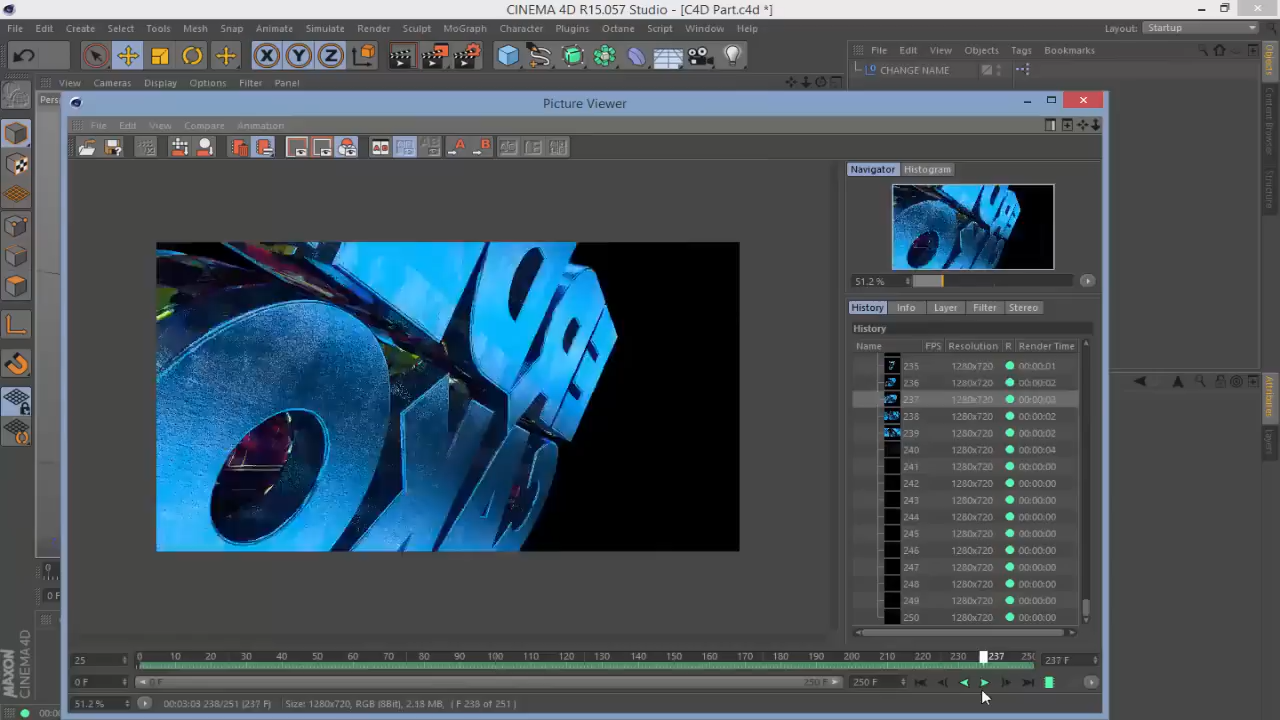 CINEMA 4D R15.057 Studio - [C4D Part.c4d *]
File Edit Create Select Tools Mesh Snap Animate Simulate Render Sculpt MoGraph Character Plugins Octane Script Window Help Layout: Startup
X Y Z
File Edit View Objects Tags Bookmarks
CHANGE NAME
View Cameras Display Options Filter Panel
Picture Viewer
File Edit View Compare Animation
Navigator Histogram
51.2 %
History Info Layer Filter Stereo
History
Name FPS Resolution R Render Time
235 1280x720 00:00:01
236 1280x720 00:00:02
237 1280x720 00:00:03
238 1280x720 00:00:02
239 1280x720 00:00:02
240 1280x720 00:00:04
241 1280x720 00:00:00
242 1280x720 00:00:00
243 1280x720 00:00:00
244 1280x720 00:00:00
245 1280x720 00:00:00
246 1280x720 00:00:00
247 1280x720 00:00:00
248 1280x720 00:00:00
249 1280x720 00:00:00
250 1280x720 00:00:00
25 0 10 20 30 40 50 60 70 80 90 100 110 120 130 140 150 160 170 180 190 200 210 220 230 237 237 F
0 F 0 F 250 F 250 F
51.2 % 00:03:03 238/251 (237 F) Size: 1280x720, RGB (8Bit), 2.18 MB, ( F 238 of 251 )
Objects
Content Browser
Structure
Attributes
Layers
MAXON
CINEMA 4D